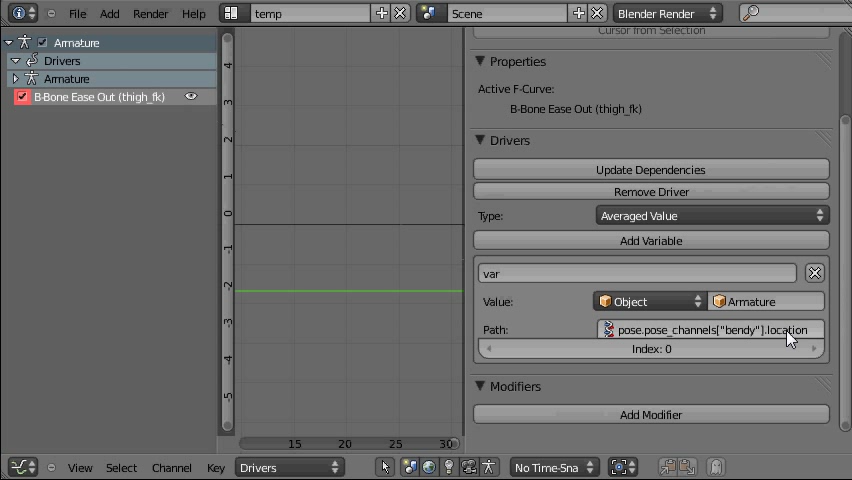 File Add Render Help temp Scene Blender Render
Cursor from Selection
Armature
Drivers
Armature
B-Bone Ease Out (thigh_fk)
4
3
2
1
0
-1
-2
-3
-4
-5
15 20 25 30
Properties
Active F-Curve:
B-Bone Ease Out (thigh_fk)
Drivers
Update Dependencies
Remove Driver
Type: Averaged Value
Add Variable
var
Value: Object Armature
Path: pose.pose_channels["bendy"].location
Index: 0
Modifiers
Add Modifier
View Select Channel Key Drivers No Time-Sna